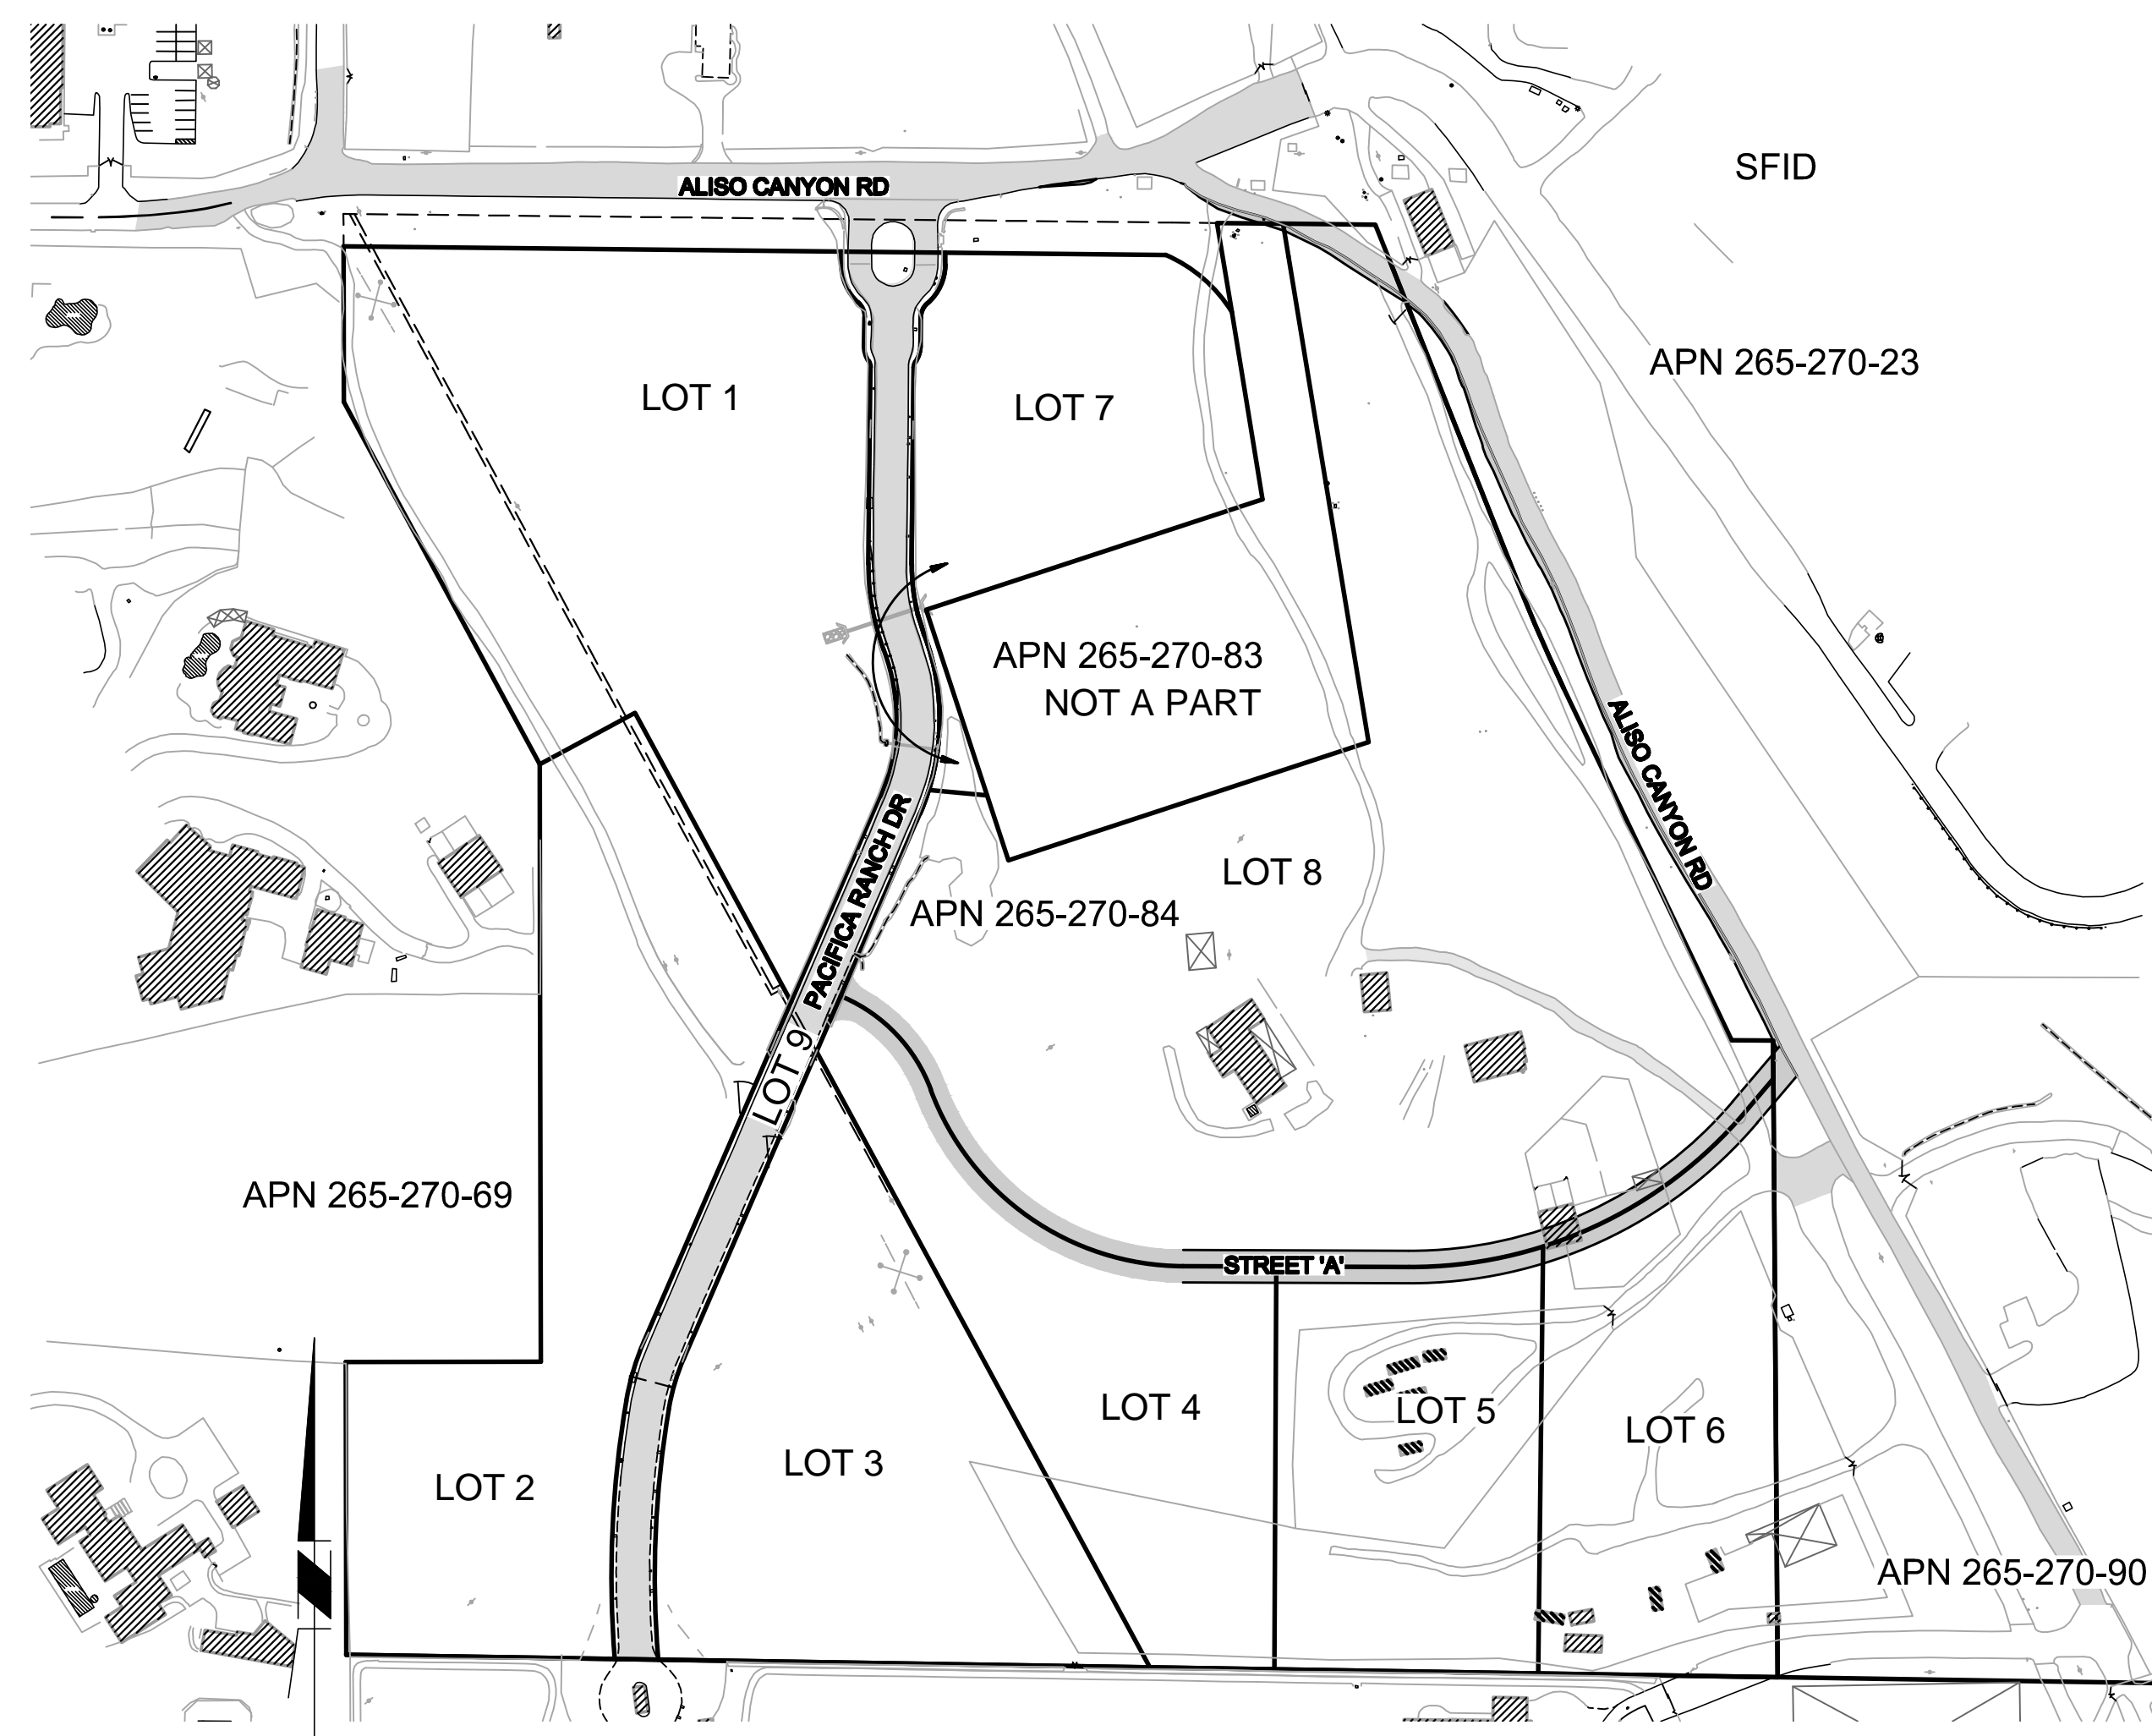 SFID
ALISO CANYON RD
APN 265-270-23
LOT 1
LOT 7
APN 265-270-83
NOT A PART
ALISO CANYON RD
PACIFICA RANCH DR
LOT 8
APN 265-270-84
LOT 9
APN 265-270-69
STREET 'A'
LOT 4
LOT 5
LOT 6
LOT 3
LOT 2
APN 265-270-90